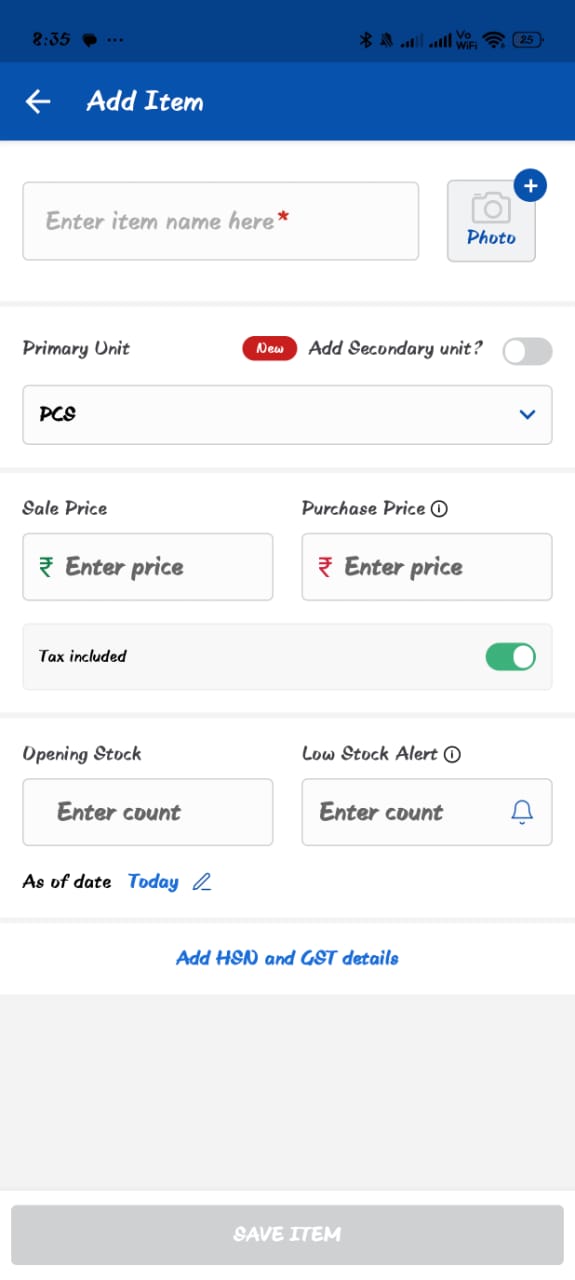 8:35 ... Vo WiFi 25
Add Item
Enter item name here*
Photo
Primary Unit New Add Secondary unit?
PCS
Sale Price Purchase Price
₹ Enter price ₹ Enter price
Tax included
Opening Stock Low Stock Alert
Enter count Enter count
As of date Today
Add HSN and GST details
SAVE ITEM